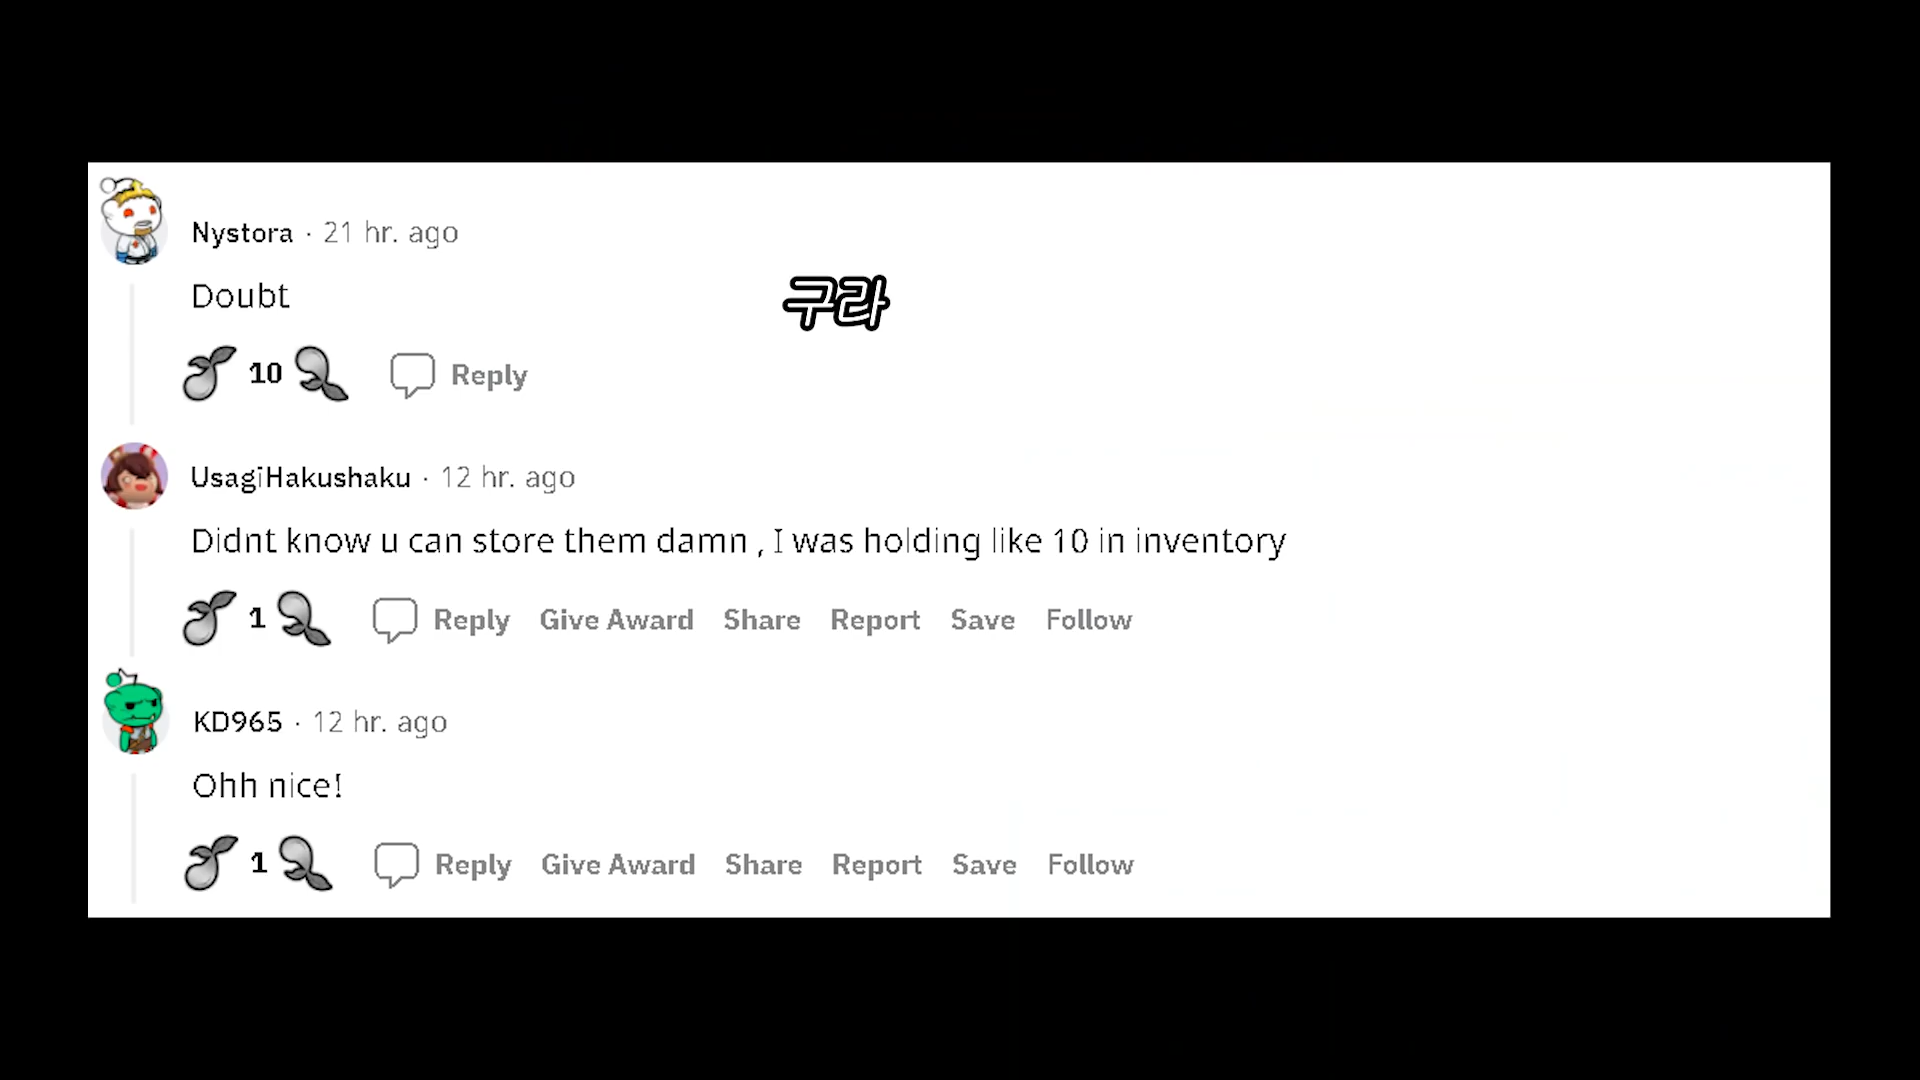 Nystora · 21 hr. ago
Doubt
구라
10 Reply
UsagiHakushaku · 12 hr. ago
Didnt know u can store them damn , I was holding like 10 in inventory
1 Reply Give Award Share Report Save Follow
KD965 · 12 hr. ago
Ohh nice!
1 Reply Give Award Share Report Save Follow